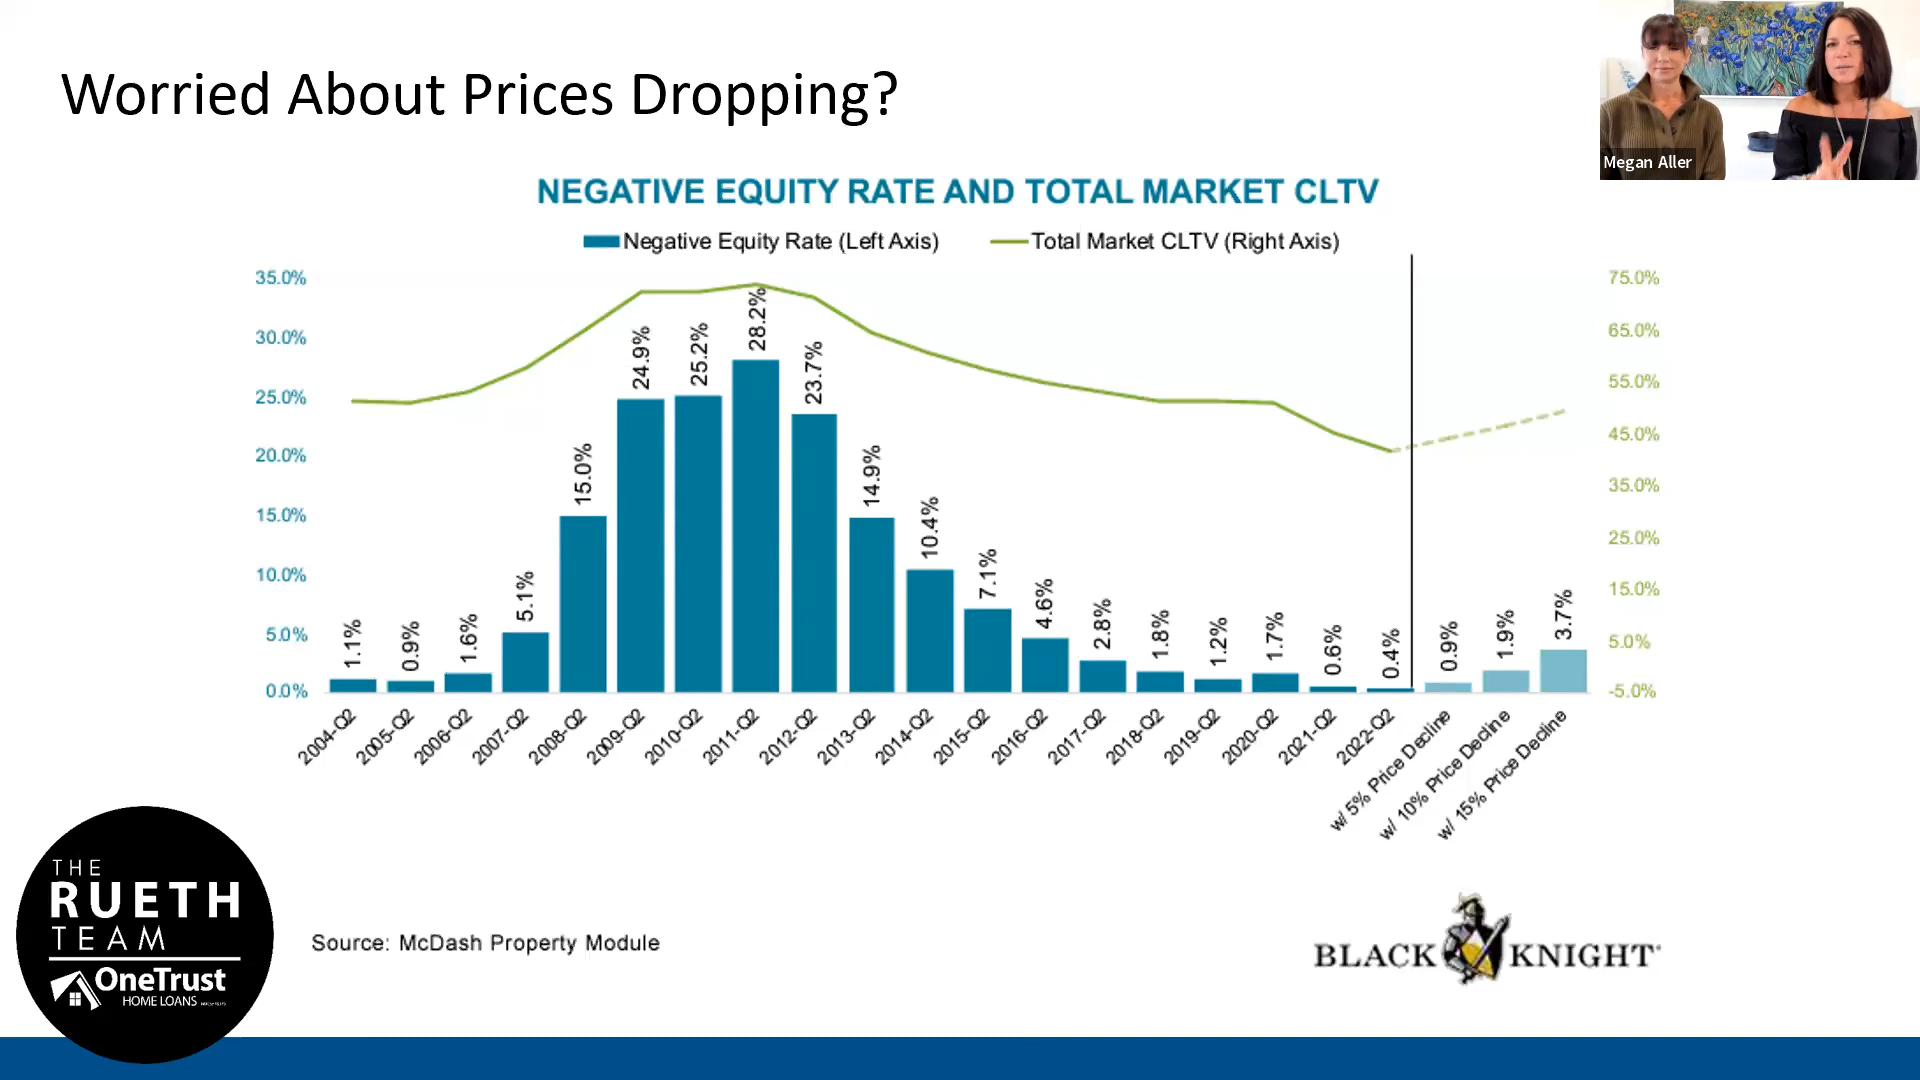 Worried About Prices Dropping?
Megan Aller
NEGATIVE EQUITY RATE AND TOTAL MARKET CLTV
Negative Equity Rate (Left Axis)
Total Market CLTV (Right Axis)
35.0%
30.0%
25.0%
20.0%
15.0%
10.0%
5.0%
0.0%
75.0%
65.0%
55.0%
45.0%
35.0%
25.0%
15.0%
5.0%
-5.0%
1.1%
0.9%
1.6%
5.1%
15.0%
24.9%
25.2%
28.2%
23.7%
14.9%
10.4%
7.1%
4.6%
2.8%
1.8%
1.2%
1.7%
0.6%
0.4%
0.9%
1.9%
3.7%
2004-Q2
2005-Q2
2006-Q2
2007-Q2
2008-Q2
2009-Q2
2010-Q2
2011-Q2
2012-Q2
2013-Q2
2014-Q2
2015-Q2
2016-Q2
2017-Q2
2018-Q2
2019-Q2
2020-Q2
2021-Q2
2022-Q2
w/ 5% Price Decline
w/ 10% Price Decline
w/ 15% Price Decline
THE
RUETH
TEAM
OneTrust
HOME LOANS
Source: McDash Property Module
BLACK KNIGHT